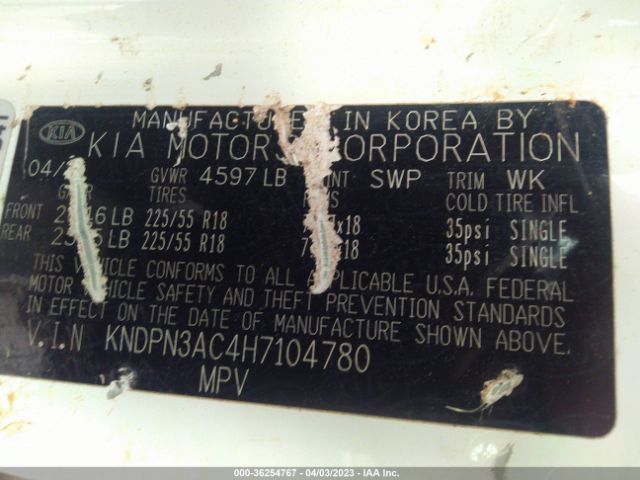 KIA
MANUFACTURED IN KOREA BY
KIA MOTORS CORPORATION
04/ GVWR 4597 LB SWP TRIM WK
TIRES COLD TIRE INFL
FRONT LB 225/55 R18 35psi SINGLE
REAR LB 225/55 R18 35psi SINGLE
THIS VEHICLE CONFORMS TO ALL APPLICABLE U.S.A. FEDERAL
MOTOR VEHICLE SAFETY AND THEFT PREVENTION STANDARDS
IN EFFECT ON THE DATE OF MANUFACTURE SHOWN ABOVE.
V.I.N KNDPN3AC4H7104780
MPV
000-36254767 - 04/03/2023 - IAA Inc.